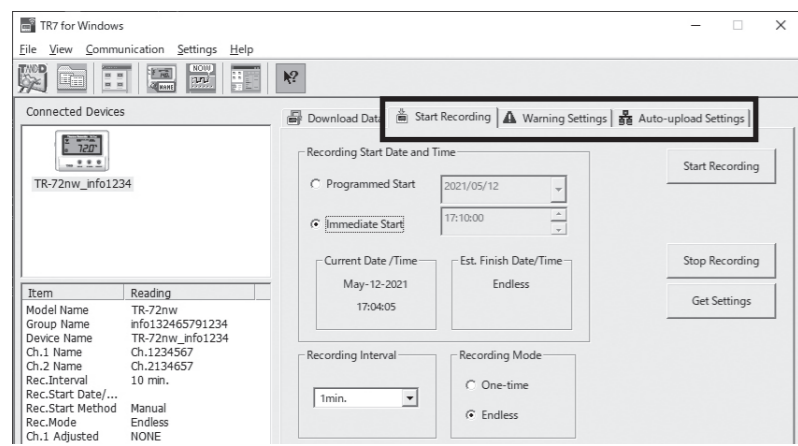 TR7 for Windows
File View Communication Settings Help
Connected Devices
TR-72nw_info1234
Item Reading
Model Name TR-72nw
Group Name info132465791234
Device Name TR-72nw_info1234
Ch.1 Name Ch.1234567
Ch.2 Name Ch.2134657
Rec.Interval 10 min.
Rec.Start Date/...
Rec.Start Method Manual
Rec.Mode Endless
Ch.1 Adjusted NONE
Download Data Start Recording Warning Settings Auto-upload Settings
Recording Start Date and Time
Programmed Start 2021/05/12
Immediate Start 17:10:00
Current Date /Time
May-12-2021
17:04:05
Est. Finish Date/Time
Endless
Recording Interval
1min.
Recording Mode
One-time
Endless
Start Recording
Stop Recording
Get Settings